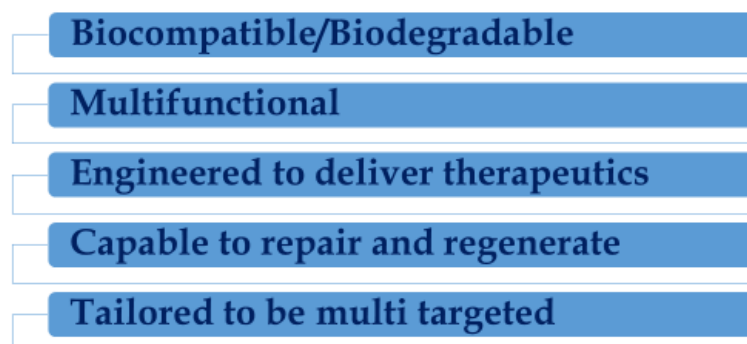 Biocompatible/Biodegradable
Multifunctional
Engineered to deliver therapeutics
Capable to repair and regenerate
Tailored to be multi targeted